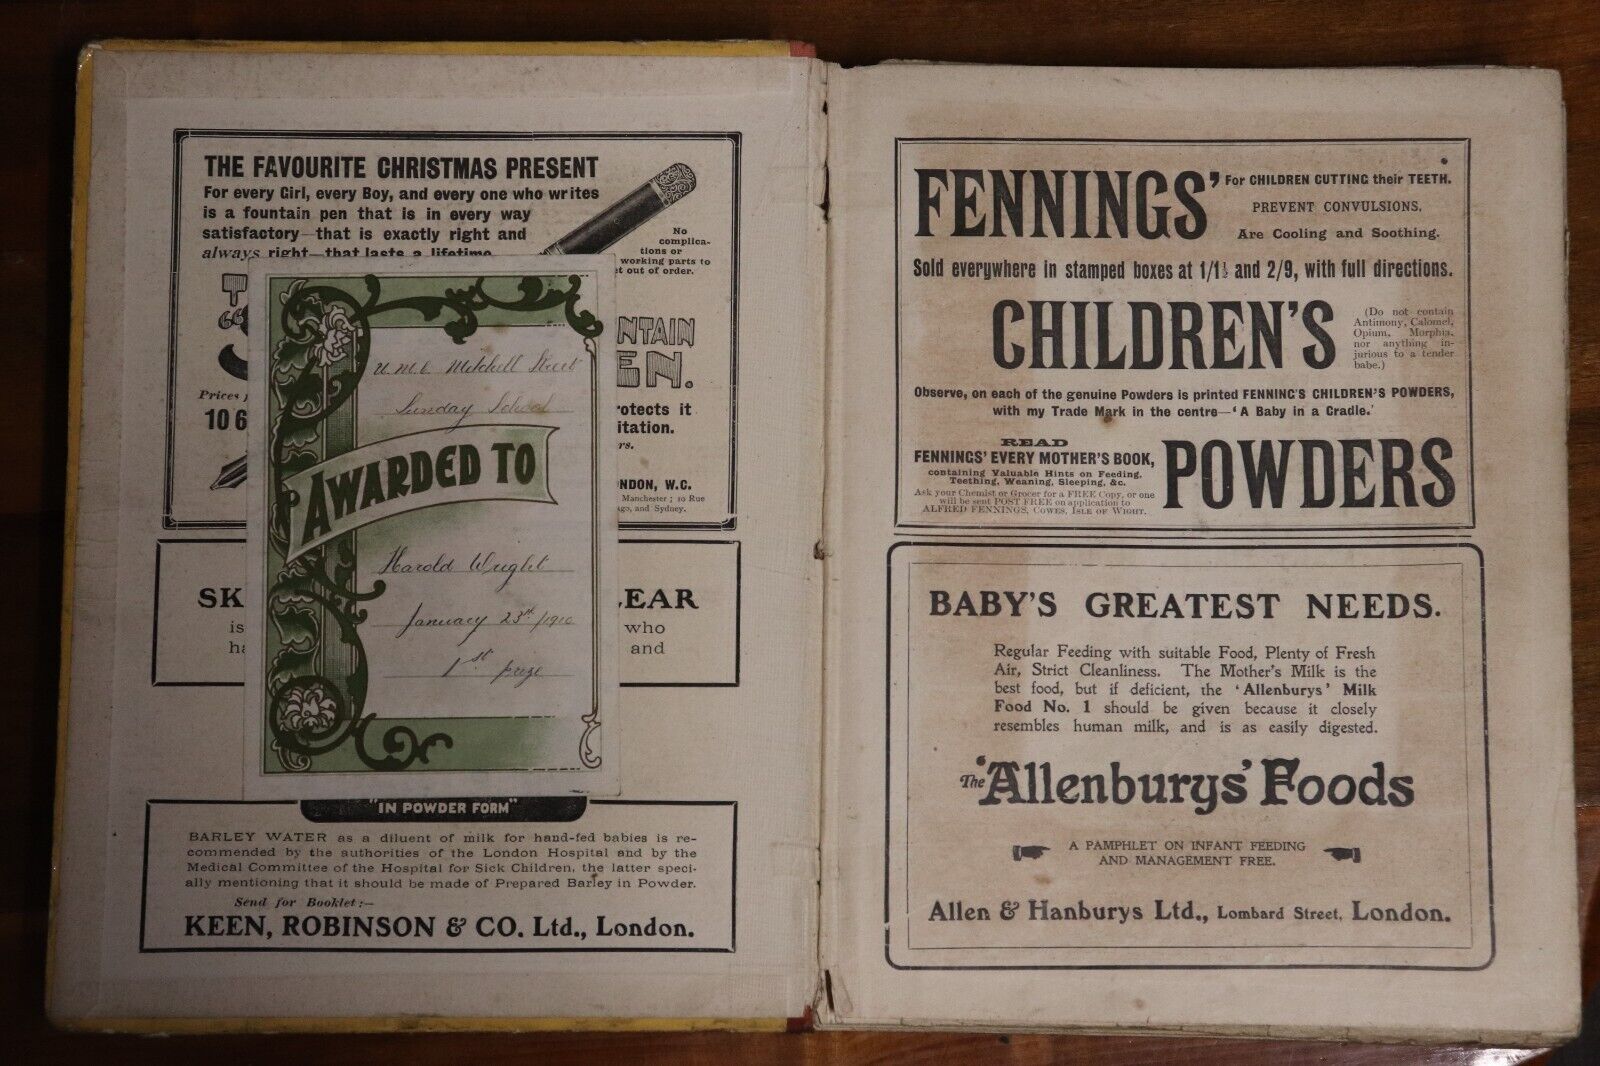 THE FAVOURITE CHRISTMAS PRESENT
For every Girl, every Boy, and every one who writes
is a fountain pen that is in every way
satisfactory—that is exactly right and
always right—that lasts a lifetime.
No
complica-
tions or
working parts to
out of order.
Prices
10 6
NTAIN
EN.
rotects it
itation.
NDON, W.C.
Manchester; 10 Rue
ago, and Sydney.
U.M.C. Mitchell Street
Sunday School
AWARDED TO
Harold Wright
January 23rd 1910
1st prize
SK
LEAR
is
who
ha
and
"IN POWDER FORM"
BARLEY WATER as a diluent of milk for hand-fed babies is re-
commended by the authorities of the London Hospital and by the
Medical Committee of the Hospital for Sick Children, the latter speci-
ally mentioning that it should be made of Prepared Barley in Powder.
Send for Booklet:—
KEEN, ROBINSON & CO. Ltd., London.
FENNINGS'
For CHILDREN CUTTING their TEETH.
PREVENT CONVULSIONS.
Are Cooling and Soothing.
Sold everywhere in stamped boxes at 1/1½ and 2/9, with full directions.
CHILDREN'S
(Do not contain
Antimony, Calomel,
Opium, Morphia,
nor anything in-
jurious to a tender
babe.)
Observe, on each of the genuine Powders is printed FENNING'S CHILDREN'S POWDERS,
with my Trade Mark in the centre—'A Baby in a Cradle.'
READ
FENNINGS' EVERY MOTHER'S BOOK,
containing Valuable Hints on Feeding,
Teething, Weaning, Sleeping, &c.
Ask your Chemist or Grocer for a FREE Copy, or one
will be sent POST FREE on application to
ALFRED FENNINGS, COWES, ISLE OF WIGHT.
POWDERS
BABY'S GREATEST NEEDS.
Regular Feeding with suitable Food, Plenty of Fresh
Air, Strict Cleanliness. The Mother's Milk is the
best food, but if deficient, the 'Allenburys' Milk
Food No. 1 should be given because it closely
resembles human milk, and is as easily digested.
The 'Allenburys' Foods
A PAMPHLET ON INFANT FEEDING
AND MANAGEMENT FREE.
Allen & Hanburys Ltd., Lombard Street, London.